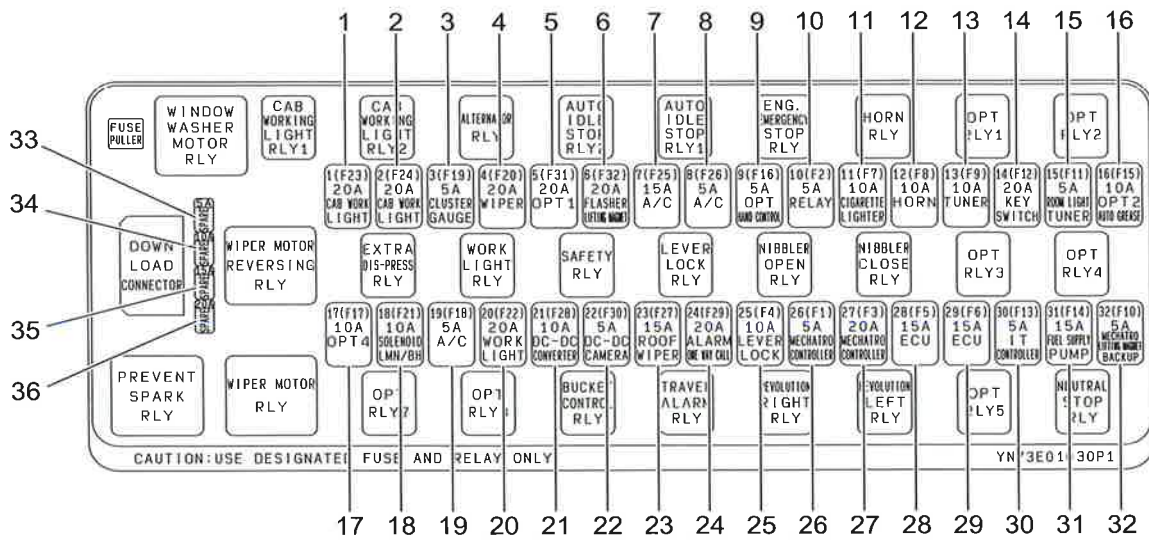 1 2 3 4 5 6 7 8 9 10 11 12 13 14 15 16
33
34
35
36
FUSE
PULLER
WINDOW
WASHER
MOTOR
RLY
CAB
WORKING
LIGHT
RLY1
CAB
WORKING
LIGHT
RLY2
ALTERNATOR
RLY
AUTO
IDLE
STOP
RLY2
AUTO
IDLE
STOP
RLY1
ENG.
EMERGENCY
STOP
RLY
HORN
RLY
OPT
RLY1
OPT
RLY2
1(F23)
20A
CAB WORK
LIGHT
2(F24)
20A
CAB WORK
LIGHT
3(F19)
5A
CLUSTER
GAUGE
4(F20)
20A
WIPER
5(F31)
20A
OPT1
6(F32)
20A
FLASHER
LIFTING MAGNET
7(F25)
15A
A/C
8(F26)
5A
A/C
9(F16)
5A
OPT
HAND CONTROL
10(F2)
5A
RELAY
11(F7)
10A
CIGARETTE
LIGHTER
12(F8)
10A
HORN
13(F9)
10A
TUNER
14(F12)
20A
KEY
SWITCH
15(F11)
5A
ROOM LIGHT
TUNER
16(F15)
10A
OPT2
AUTO GREASE
5A
SPARE
10A
SPARE
15A
SPARE
20A
SPARE
DOWN
LOAD
CONNECTOR
WIPER MOTOR
REVERSING
RLY
EXTRA
DIS-PRESS
RLY
WORK
LIGHT
RLY
SAFETY
RLY
LEVER
LOCK
RLY
NIBBLER
OPEN
RLY
NIBBLER
CLOSE
RLY
OPT
RLY3
OPT
RLY4
17(F17)
10A
OPT4
18(F21)
10A
SOLENOID
LMN/BH
19(F18)
5A
A/C
20(F22)
20A
WORK
LIGHT
21(F28)
10A
DC-DC
CONVERTER
22(F30)
5A
DC-DC
CAMERA
23(F27)
15A
ROOF
WIPER
24(F29)
20A
ALARM
ONE WAY CALL
25(F4)
10A
LEVER
LOCK
26(F1)
5A
MECHATRO
CONTROLLER
27(F3)
20A
MECHATRO
CONTROLLER
28(F5)
15A
ECU
29(F6)
15A
ECU
30(F13)
5A
IT
CONTROLLER
31(F14)
15A
FUEL SUPPLY
PUMP
32(F10)
5A
MECHATRO
LIFTING MAGNET
BACKUP
PREVENT
SPARK
RLY
WIPER MOTOR
RLY
OPT
RLY7
OPT
RLY
BUCKET
CONTROL
RLY
TRAVEL
ALARM
RLY
REVOLUTION
RIGHT
RLY
REVOLUTION
LEFT
RLY
OPT
RLY5
NEUTRAL
STOP
RLY
CAUTION:USE DESIGNATED FUSE AND RELAY ONLY
17 18 19 20 21 22 23 24 25 26 27 28 29 30 31 32